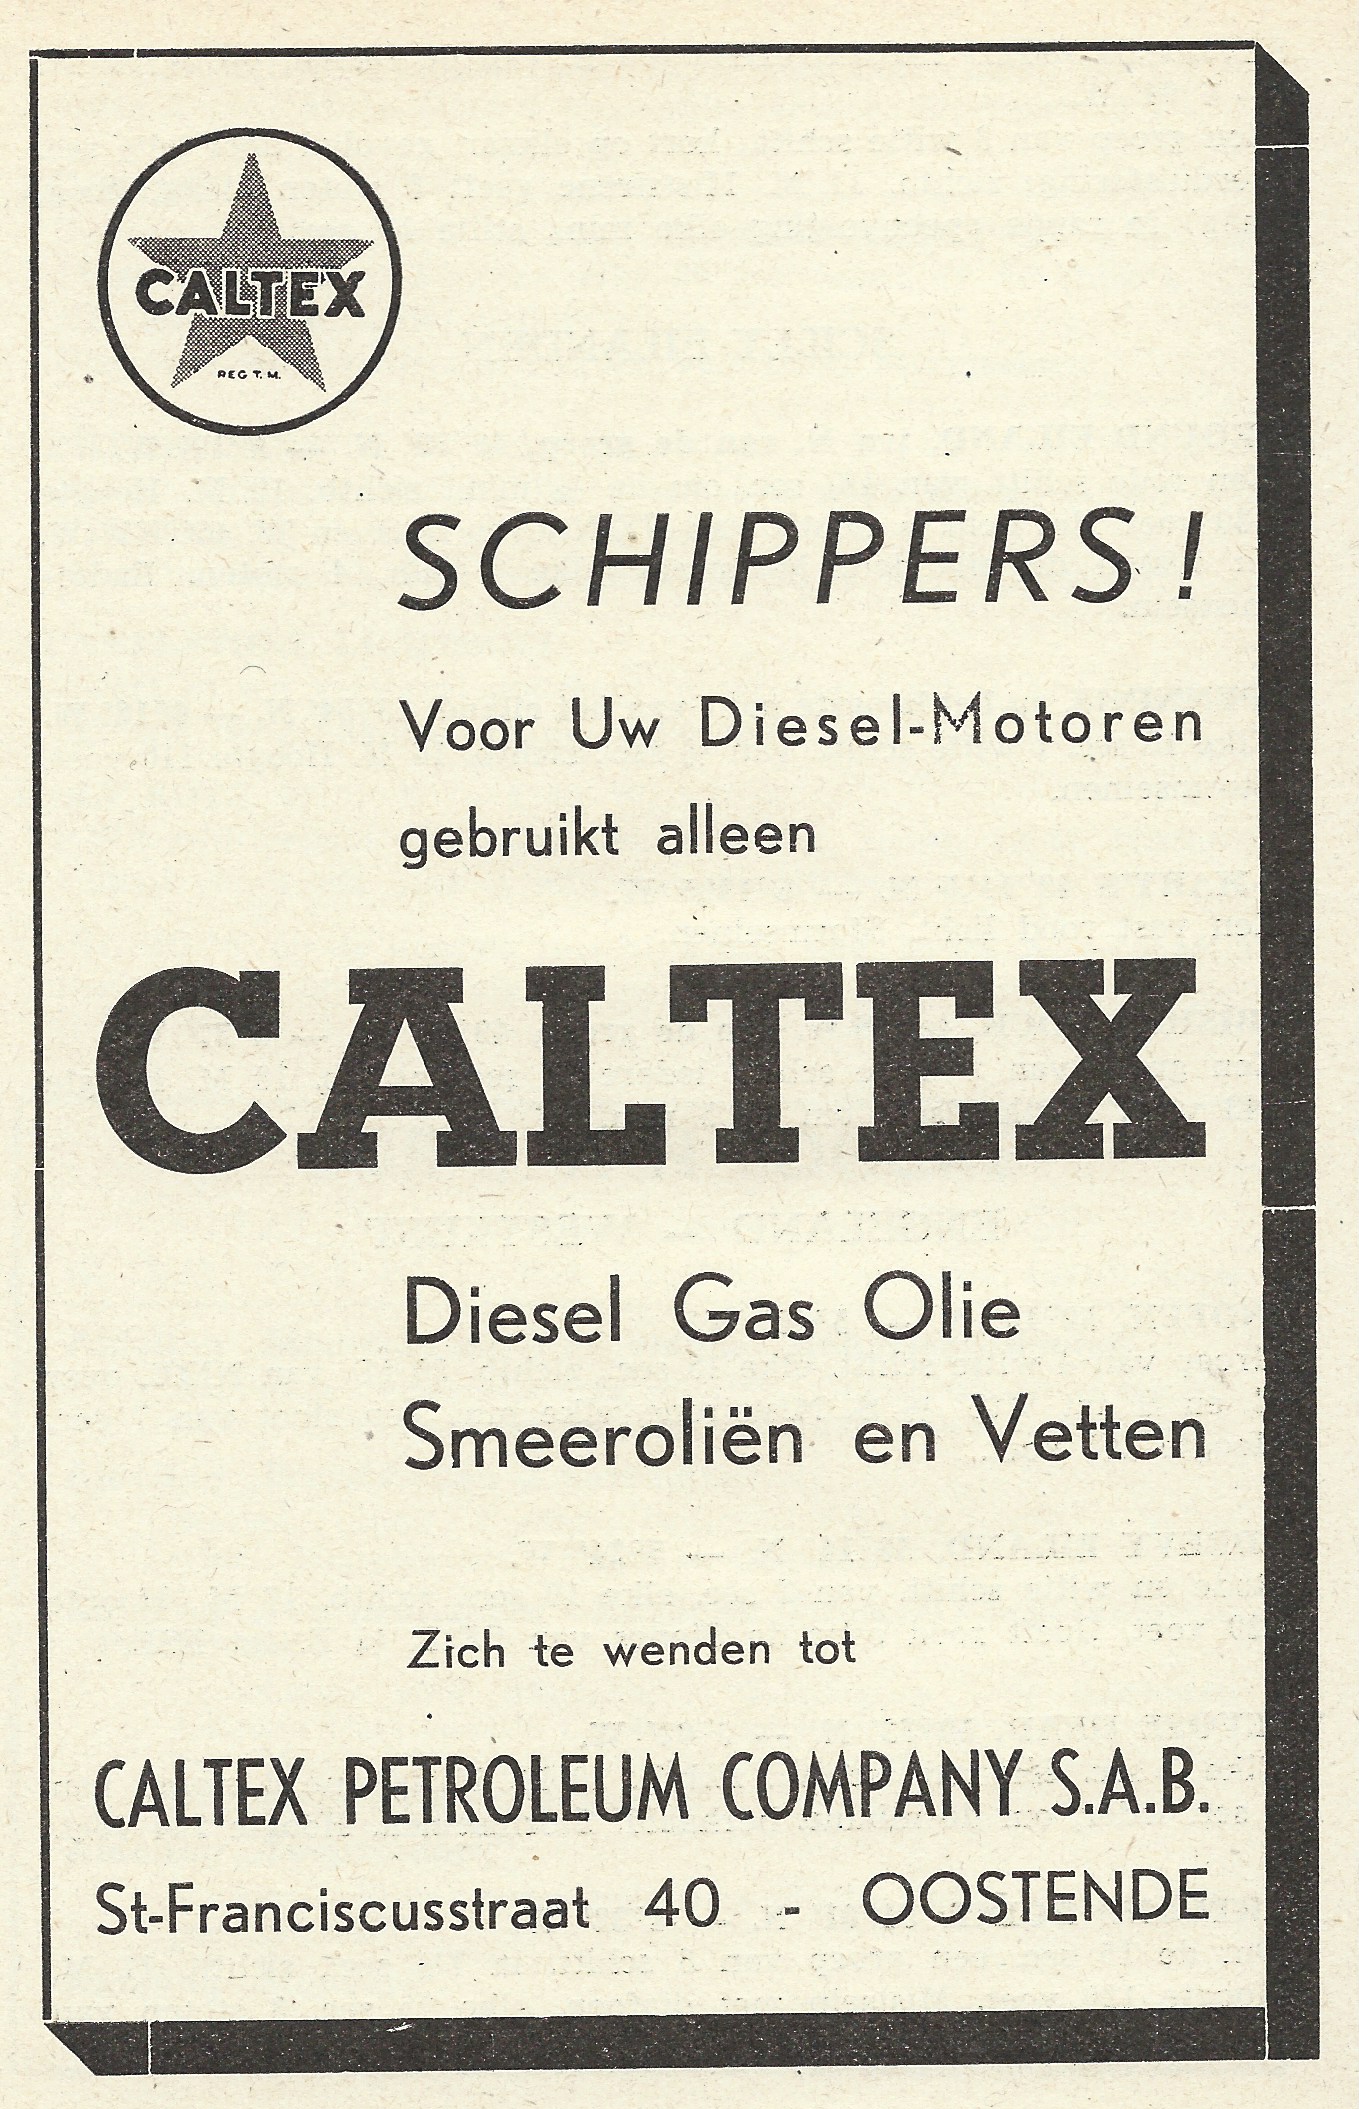 CALTEX
REG T. M.
SCHIPPERS !
Voor Uw Diesel-Motoren
gebruikt alleen
CALTEX
Diesel Gas Olie
Smeeroliën en Vetten
Zich te wenden tot
CALTEX PETROLEUM COMPANY S.A.B.
St-Franciscusstraat 40 - OOSTENDE